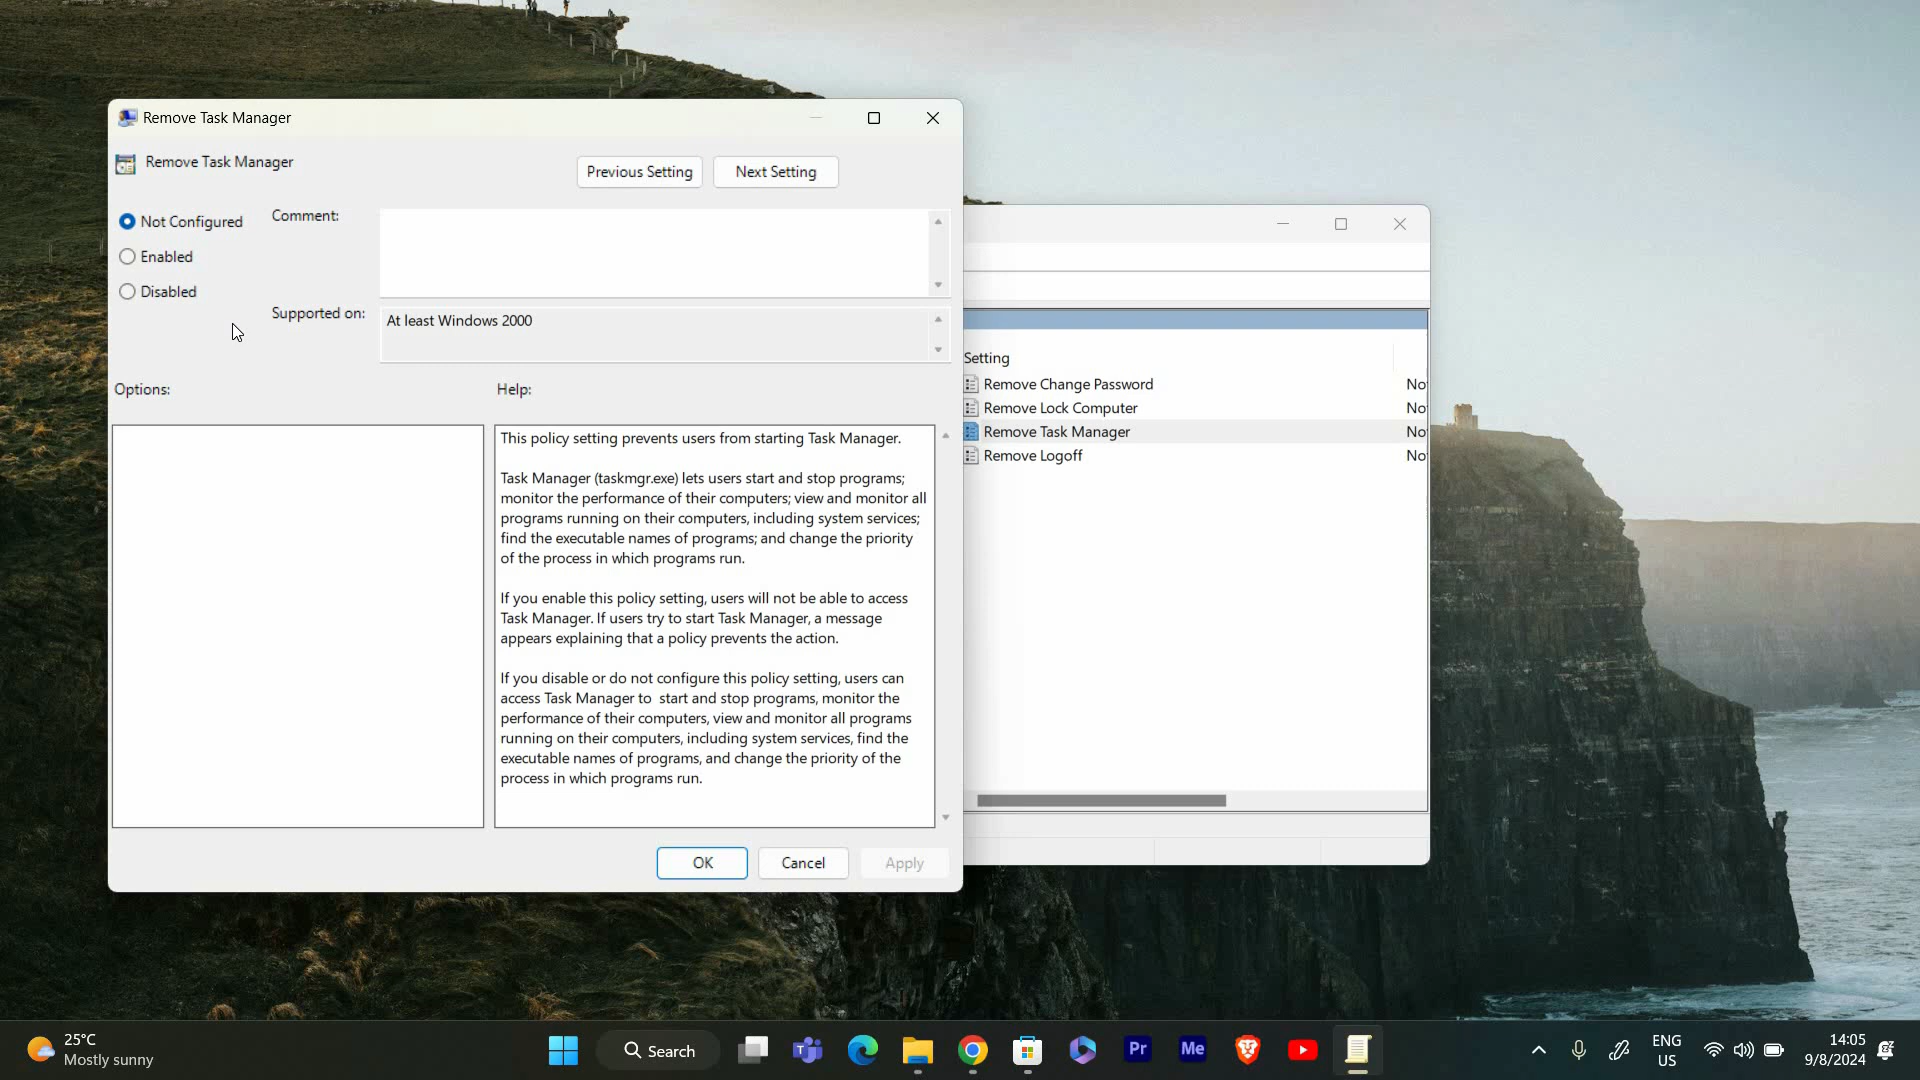 Remove Task Manager
Remove Task Manager
Previous Setting
Next Setting
Not Configured
Enabled
Disabled
Comment:
Supported on:
At least Windows 2000
Options:
Help:
This policy setting prevents users from starting Task Manager.
Task Manager (taskmgr.exe) lets users start and stop programs;
monitor the performance of their computers; view and monitor all
programs running on their computers, including system services;
find the executable names of programs; and change the priority
of the process in which programs run.
If you enable this policy setting, users will not be able to access
Task Manager. If users try to start Task Manager, a message
appears explaining that a policy prevents the action.
If you disable or do not configure this policy setting, users can
access Task Manager to  start and stop programs, monitor the
performance of their computers, view and monitor all programs
running on their computers, including system services, find the
executable names of programs, and change the priority of the
process in which programs run.
OK
Cancel
Apply
Setting
Remove Change Password
No
Remove Lock Computer
No
Remove Task Manager
No
Remove Logoff
No
25°C
Mostly sunny
Search
Pr
Me
ENG
US
14:05
9/8/2024